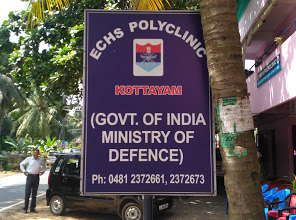 ECHS POLYCLINIC
KOTTAYAM
(GOVT. OF INDIA
MINISTRY OF
DEFENCE)
Ph: 0481 2372661, 2372673